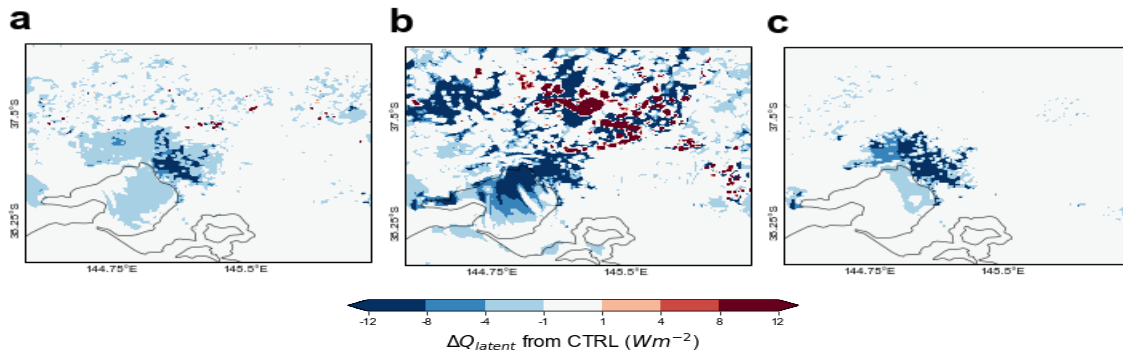 a b c
37.5°S 37.5°S 37.5°S
38.25°S 38.25°S 38.25°S
144.75°E 145.5°E 144.75°E 145.5°E 144.75°E 145.5°E
-12 -8 -4 -1 1 4 8 12
ΔQ_latent from CTRL (Wm⁻²)